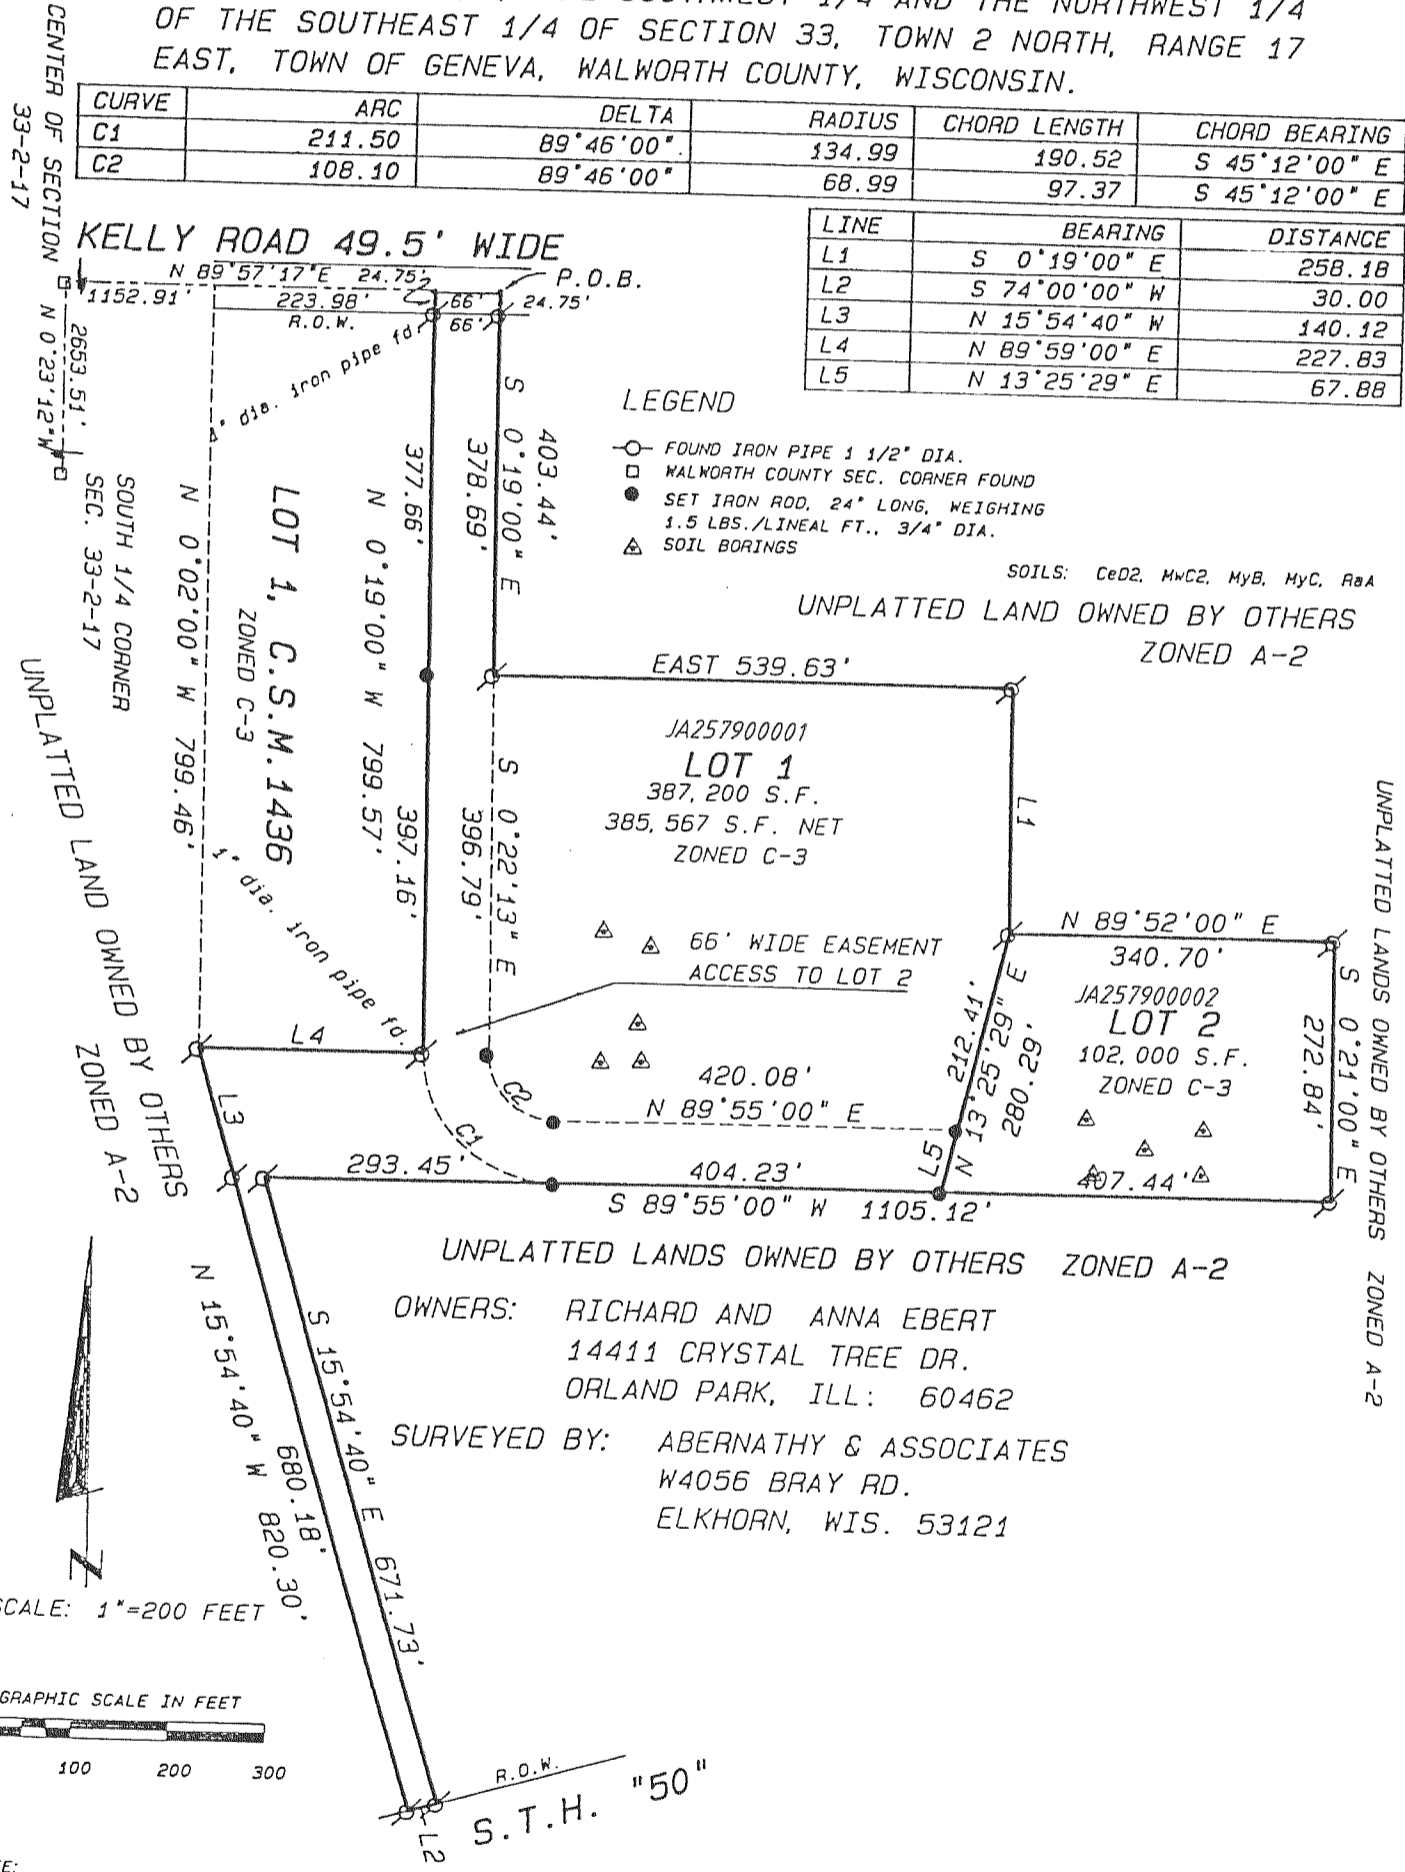 OF THE SOUTHEAST 1/4 OF SECTION 33, TOWN 2 NORTH, RANGE 17
EAST, TOWN OF GENEVA, WALWORTH COUNTY, WISCONSIN.
CURVE ARC DELTA RADIUS CHORD LENGTH CHORD BEARING
C1 211.50 89°46'00" 134.99 190.52 S 45°12'00" E
C2 108.10 89°46'00" 68.99 97.37 S 45°12'00" E
LINE BEARING DISTANCE
L1 S 0°19'00" E 258.18
L2 S 74°00'00" W 30.00
L3 N 15°54'40" W 140.12
L4 N 89°59'00" E 227.83
L5 N 13°25'29" E 67.88
CENTER OF SECTION
33-2-17
KELLY ROAD 49.5' WIDE
N 89°57'17"E 24.75'
P.O.B.
1152.91'
223.98'
66'
24.75'
R.O.W.
66'
2653.51'
N 0°23'12"W
1" dia. iron pipe fd.
SOUTH 1/4 CORNER
SEC. 33-2-17
LEGEND
FOUND IRON PIPE 1 1/2" DIA.
WALWORTH COUNTY SEC. CORNER FOUND
SET IRON ROD, 24" LONG, WEIGHING
1.5 LBS./LINEAL FT., 3/4" DIA.
SOIL BORINGS
SOILS: CeD2, MwC2, MyB, MyC, RaA
UNPLATTED LAND OWNED BY OTHERS
ZONED A-2
403.44'
S 0°19'00" E
378.69'
377.66'
N 0°19'00" W 799.57'
397.16'
LOT 1, C.S.M.1436
ZONED C-3
N 0°02'00" W 799.46'
UNPLATTED LAND OWNED BY OTHERS
ZONED A-2
1" dia. iron pipe fd.
EAST 539.63'
JA257900001
LOT 1
387,200 S.F.
385,567 S.F. NET
ZONED C-3
L1
S 0°22'13" E
396.79'
66' WIDE EASEMENT
ACCESS TO LOT 2
N 89°52'00" E
340.70'
JA257900002
LOT 2
102,000 S.F.
ZONED C-3
S 0°21'00" E
272.84'
UNPLATTED LANDS OWNED BY OTHERS ZONED A-2
212.41'
N 13°25'29" E
280.29'
L5
420.08'
N 89°55'00" E
C2
C1
L4
L3
293.45'
404.23'
407.44'
S 89°55'00" W 1105.12'
UNPLATTED LANDS OWNED BY OTHERS ZONED A-2
OWNERS: RICHARD AND ANNA EBERT
14411 CRYSTAL TREE DR.
ORLAND PARK, ILL: 60462
SURVEYED BY: ABERNATHY & ASSOCIATES
W4056 BRAY RD.
ELKHORN, WIS. 53121
S 15°54'40" E 671.73'
N 15°54'40" W 820.30'
680.18'
N
SCALE: 1"=200 FEET
GRAPHIC SCALE IN FEET
100 200 300
R.O.W.
S.T.H. "50"
L2